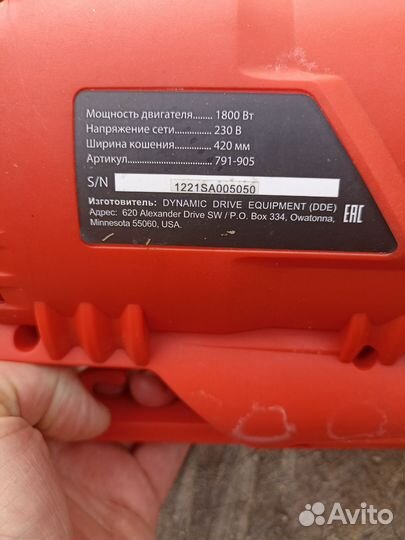 Мощность двигателя........ 1800 Вт
Напряжение сети............. 230 В
Ширина кошения.............. 420 мм
Артикул............................. 791-905
S/N 1221SA005050
Изготовитель: DYNAMIC DRIVE EQUIPMENT (DDE)
Адрес: 620 Alexander Drive SW / P.O. Box 334, Owatonna,
Minnesota 55060, USA.
EAC
Avito